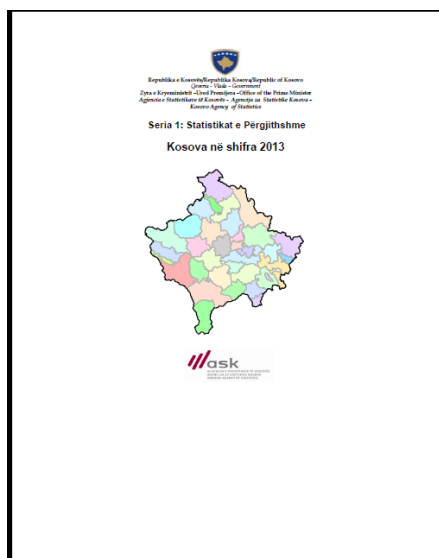 Republika e Kosovës/Republika Kosova/Republic of Kosovo
Qeveria - Vlada - Government
Zyra e Kryeministrit –Ured Premijera –Office of the Prime Minister
Agjencia e Statistikave të Kosovës – Agencija za Statistike Kosova –
Kosovo Agency of Statistics
Seria 1: Statistikat e Përgjithshme
Kosova në shifra 2013
ask